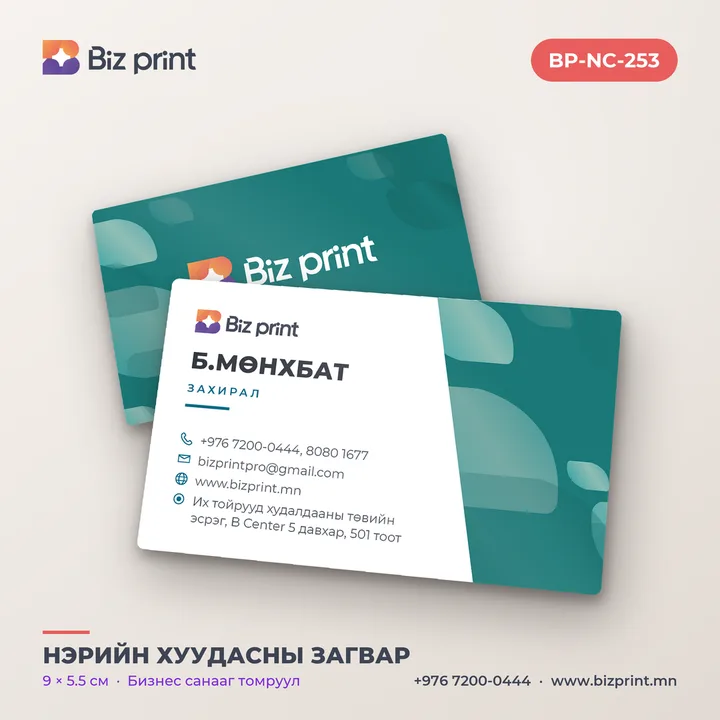 Biz print
BP-NC-253
Biz print
Biz print
Б.МӨНХБАТ
ЗАХИРАЛ
+976 7200-0444, 8080 1677
bizprintpro@gmail.com
www.bizprint.mn
Их тойрууд худалдааны төвийн
эсрэг, B Center 5 давхар, 501 тоот
НЭРИЙН ХУУДАСНЫ ЗАГВАР
9 × 5.5 см · Бизнес санааг томруул
+976 7200-0444 · www.bizprint.mn